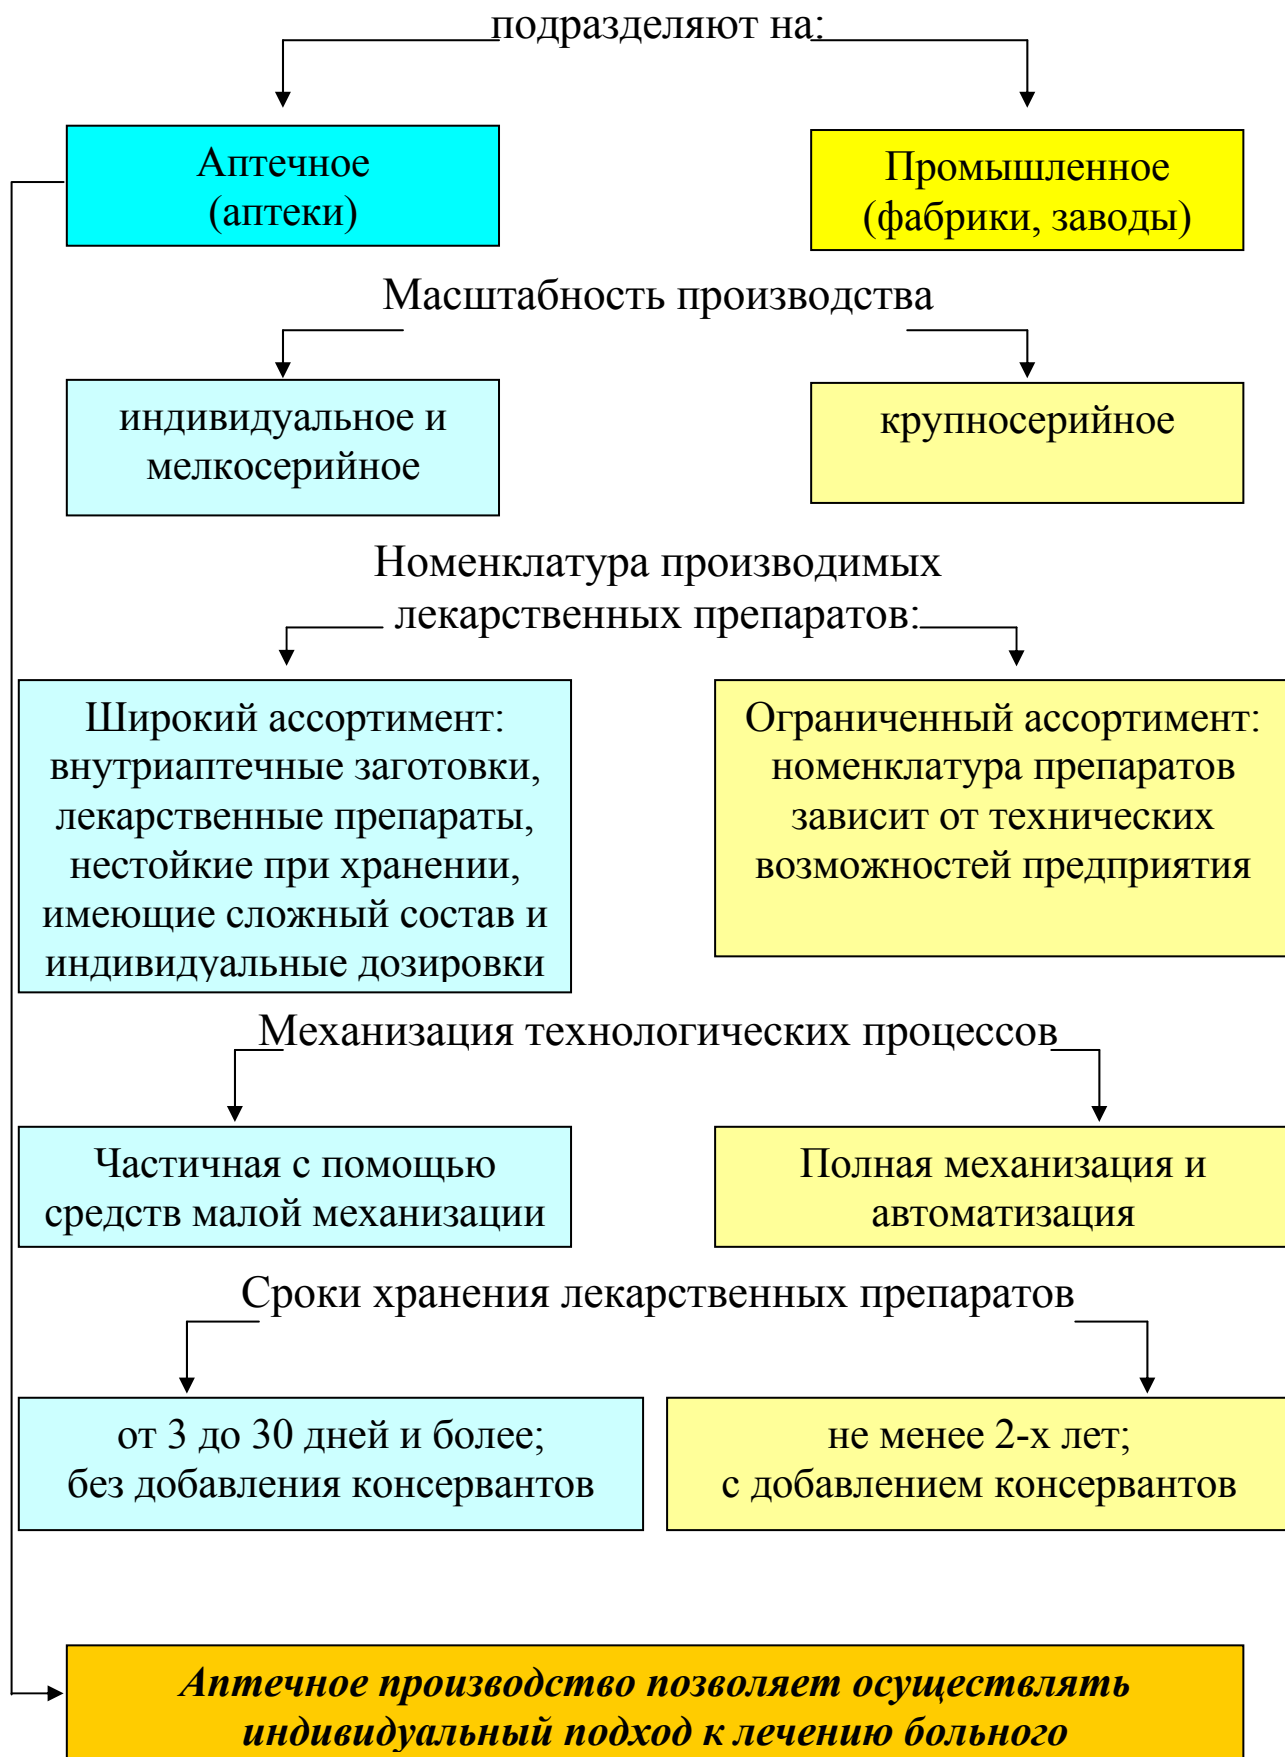 подразделяют на:
Аптечное
(аптеки)
Промышленное
(фабрики, заводы)
Масштабность производства
индивидуальное и
мелкосерийное
крупносерийное
Номенклатура производимых
лекарственных препаратов:
Широкий ассортимент:
внутриаптечные заготовки,
лекарственные препараты,
нестойкие при хранении,
имеющие сложный состав и
индивидуальные дозировки
Ограниченный ассортимент:
номенклатура препаратов
зависит от технических
возможностей предприятия
Механизация технологических процессов
Частичная с помощью
средств малой механизации
Полная механизация и
автоматизация
Сроки хранения лекарственных препаратов
от 3 до 30 дней и более;
без добавления консервантов
не менее 2-х лет;
с добавлением консервантов
Аптечное производство позволяет осуществлять
индивидуальный подход к лечению больного